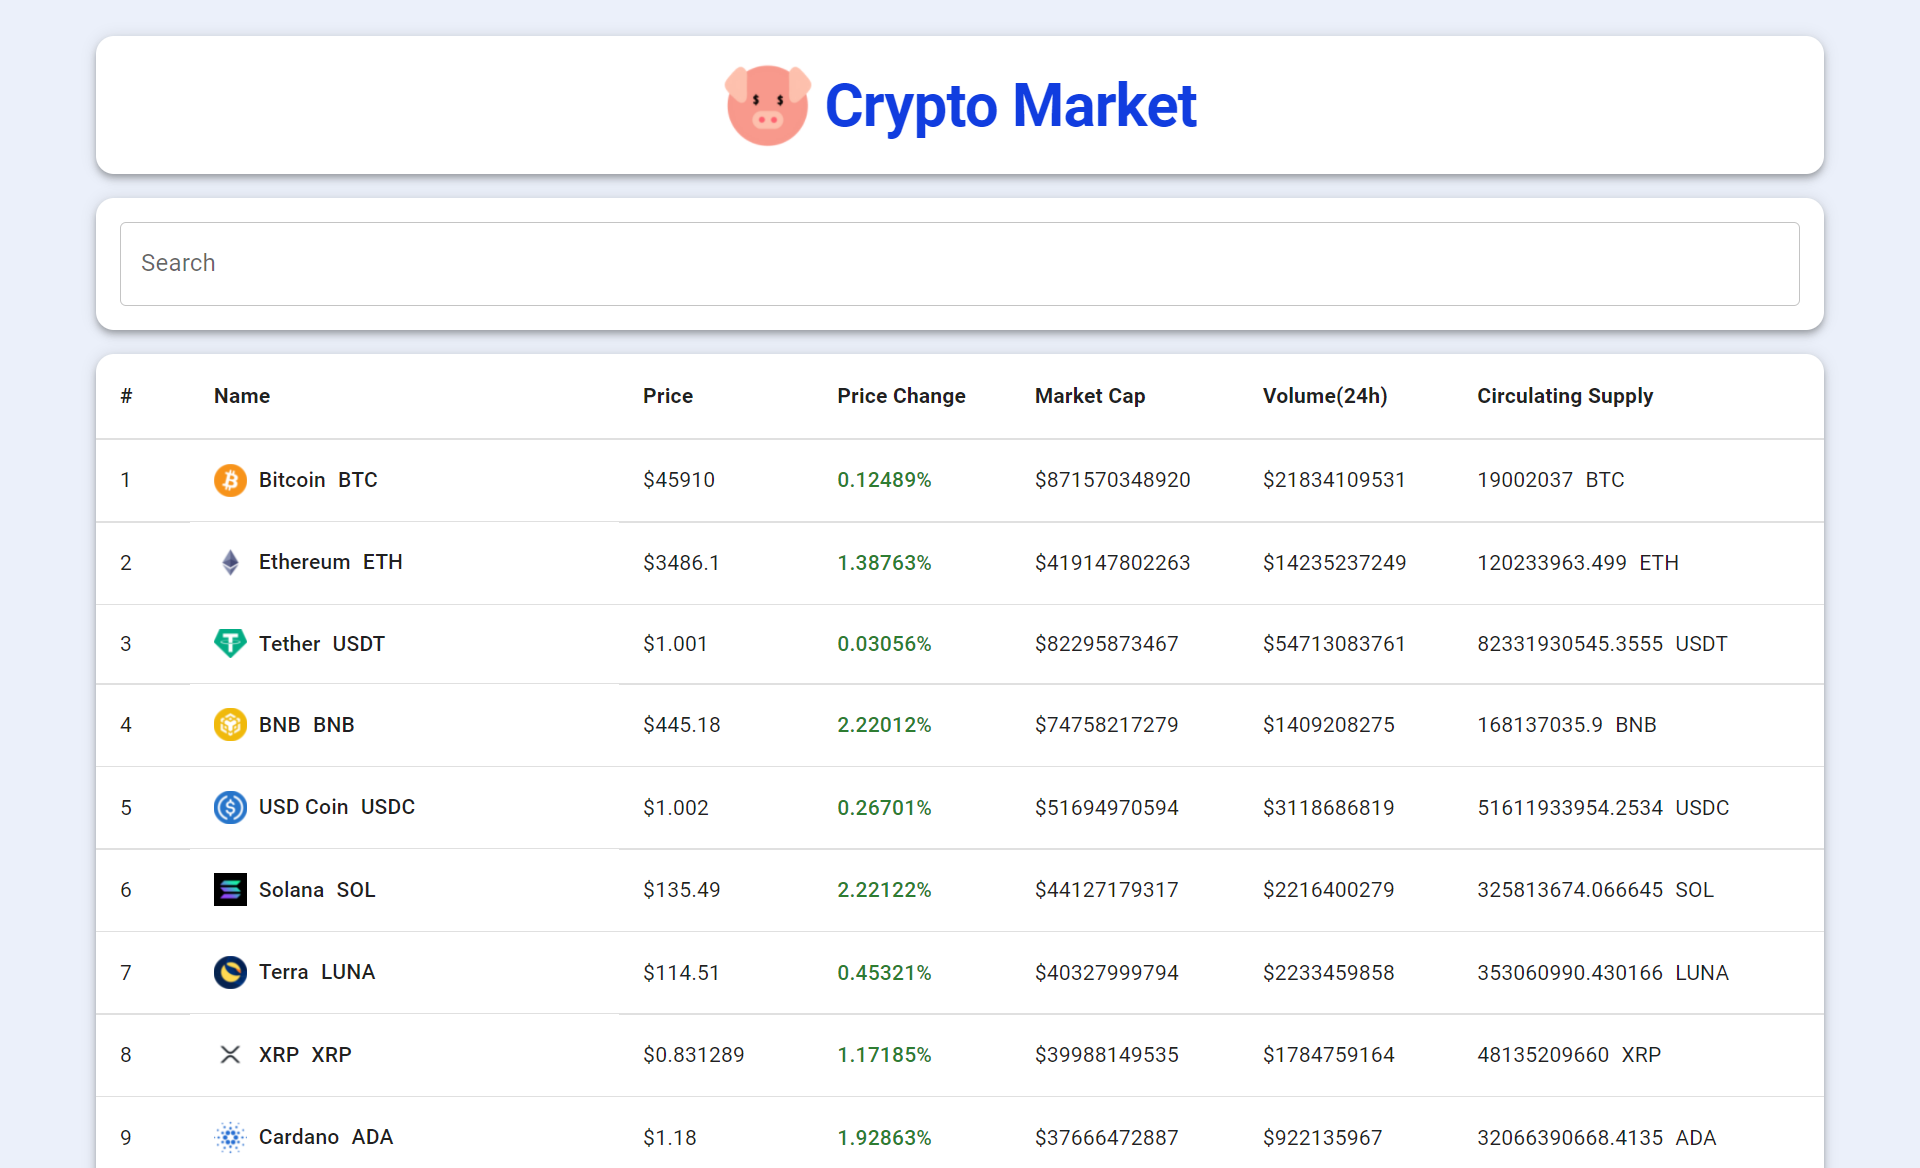 Crypto Market
Search
# Name Price Price Change Market Cap Volume(24h) Circulating Supply
1 Bitcoin BTC $45910 0.12489% $871570348920 $21834109531 19002037 BTC
2 Ethereum ETH $3486.1 1.38763% $419147802263 $14235237249 120233963.499 ETH
3 Tether USDT $1.001 0.03056% $82295873467 $54713083761 82331930545.3555 USDT
4 BNB BNB $445.18 2.22012% $74758217279 $1409208275 168137035.9 BNB
5 USD Coin USDC $1.002 0.26701% $51694970594 $3118686819 51611933954.2534 USDC
6 Solana SOL $135.49 2.22122% $44127179317 $2216400279 325813674.066645 SOL
7 Terra LUNA $114.51 0.45321% $40327999794 $2233459858 353060990.430166 LUNA
8 XRP XRP $0.831289 1.17185% $39988149535 $1784759164 48135209660 XRP
9 Cardano ADA $1.18 1.92863% $37666472887 $922135967 32066390668.4135 ADA